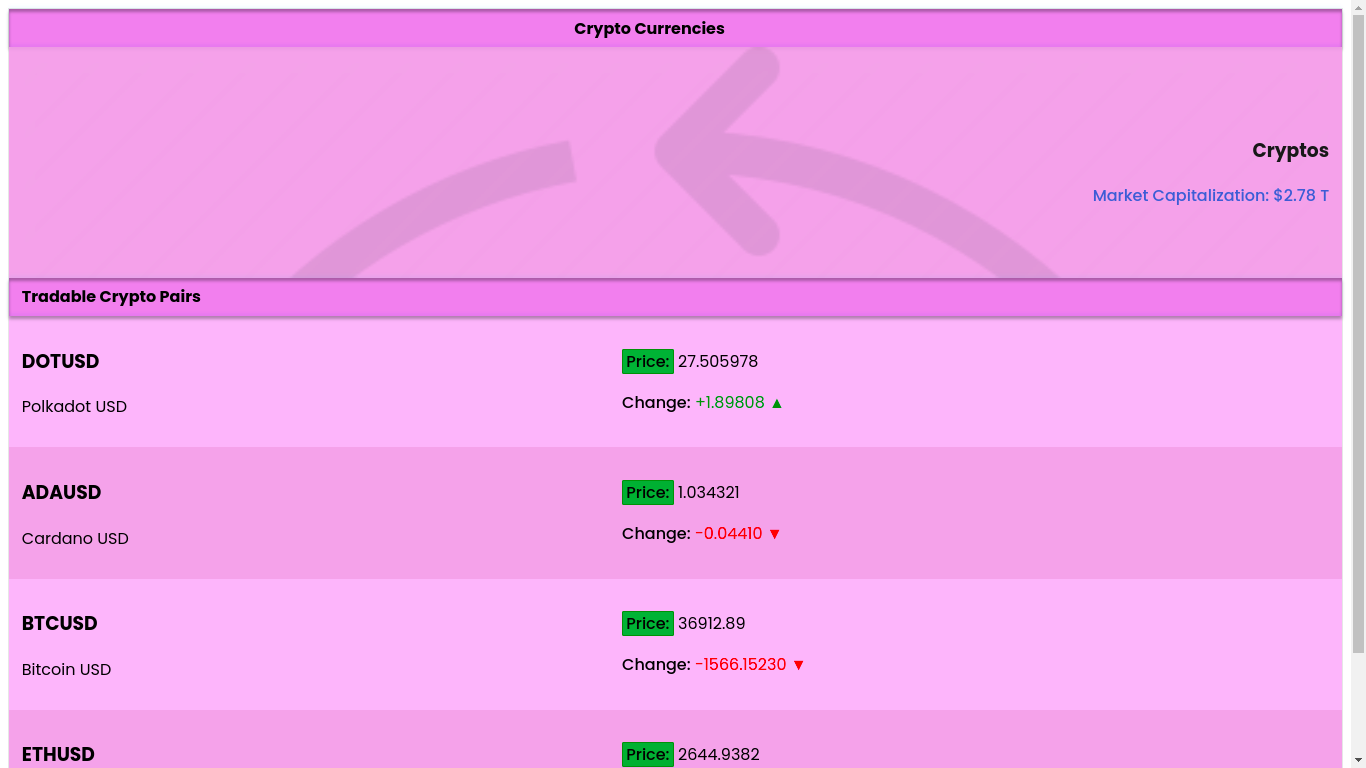 Crypto Currencies
Cryptos
Market Capitalization: $2.78 T
Tradable Crypto Pairs
DOTUSD
Price: 27.505978
Polkadot USD
Change: +1.89808 ▲
ADAUSD
Price: 1.034321
Cardano USD
Change: -0.04410 ▼
BTCUSD
Price: 36912.89
Bitcoin USD
Change: -1566.15230 ▼
ETHUSD
Price: 2644.9382